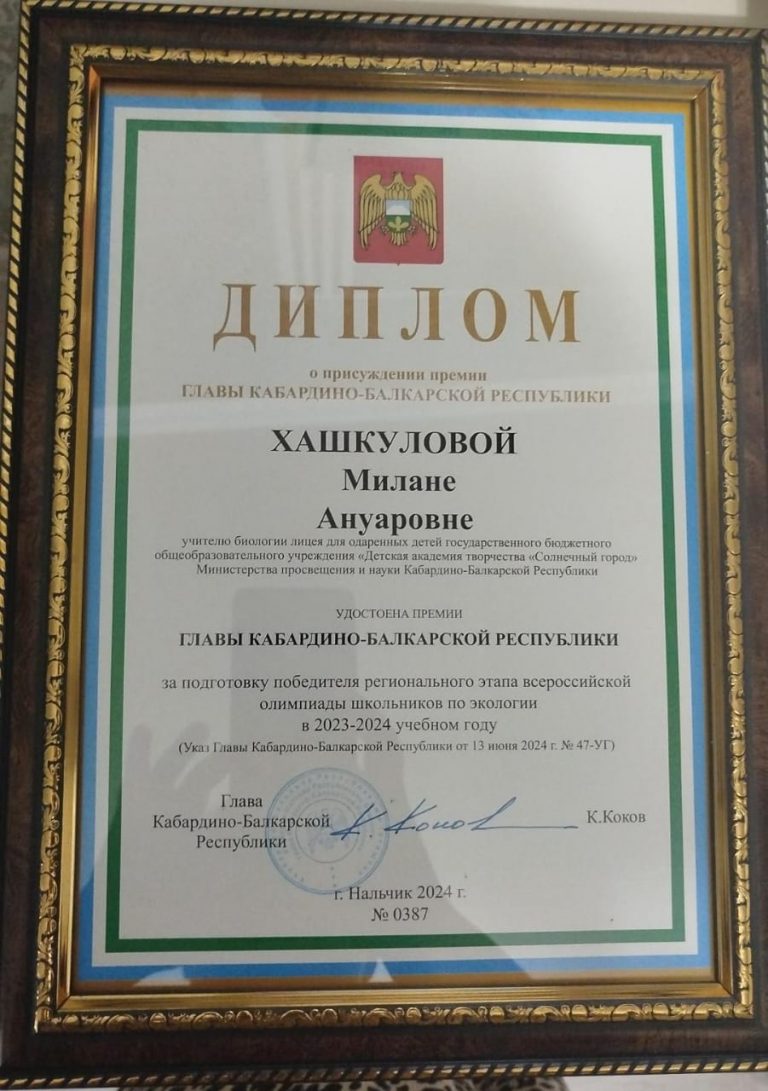 ДИПЛОМ
о присуждении премии
ГЛАВЫ КАБАРДИНО-БАЛКАРСКОЙ РЕСПУБЛИКИ
ХАШКУЛОВОЙ
Милане
Ануаровне
учителю биологии лицея для одаренных детей государственного бюджетного
общеобразовательного учреждения «Детская академия творчества «Солнечный город»
Министерства просвещения и науки Кабардино-Балкарской Республики
УДОСТОЕНА ПРЕМИИ
ГЛАВЫ КАБАРДИНО-БАЛКАРСКОЙ РЕСПУБЛИКИ
за подготовку победителя регионального этапа всероссийской
олимпиады школьников по экологии
в 2023-2024 учебном году
(Указ Главы Кабардино-Балкарской Республики от 13 июня 2024 г. № 47-УГ)
Глава
Кабардино-Балкарской
Республики
К. Коков
К.Коков
г. Нальчик 2024 г.
№ 0387